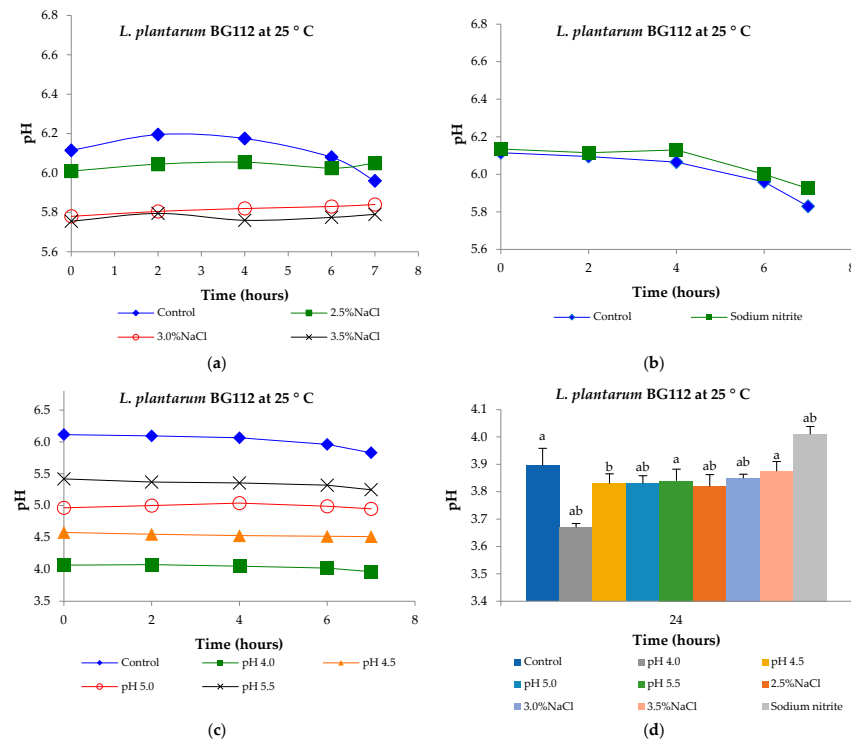 L. plantarum BG112 at 25 ° C
pH
6.8
6.6
6.4
6.2
6.0
5.8
5.6
0 1 2 3 4 5 6 7 8
Time (hours)
Control 2.5%NaCl
3.0%NaCl 3.5%NaCl
(a)
L. plantarum BG112 at 25 ° C
pH
6.8
6.6
6.4
6.2
6.0
5.8
5.6
0 2 4 6 8
Time (hours)
Control Sodium nitrite
(b)
L. plantarum BG112 at 25 ° C
pH
6.5
6.0
5.5
5.0
4.5
4.0
3.5
0 2 4 6 8
Time (hours)
Control pH 4.0 pH 4.5
pH 5.0 pH 5.5
(c)
L. plantarum BG112 at 25 ° C
pH
4.1
4.0
3.9
3.8
3.7
3.6
3.5
3.4
a ab b ab a ab ab a ab
24
Time (hours)
Control pH 4.0 pH 4.5
pH 5.0 pH 5.5 2.5%NaCl
3.0%NaCl 3.5%NaCl Sodium nitrite
(d)